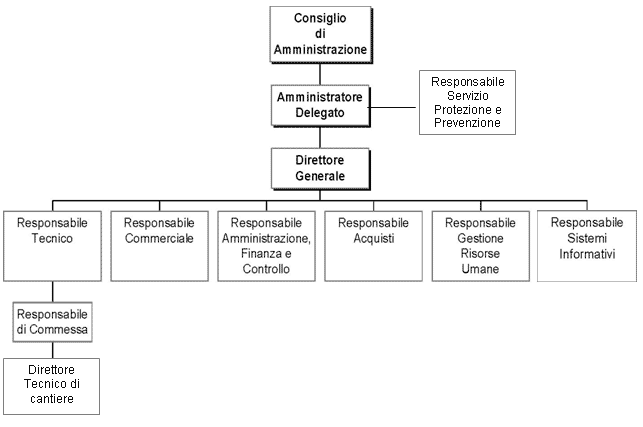 Consiglio
di
Amministrazione
Amministratore
Delegato
Responsabile
Servizio
Protezione e
Prevenzione
Direttore
Generale
Responsabile
Tecnico
Responsabile
Commerciale
Responsabile
Amministrazione,
Finanza e
Controllo
Responsabile
Acquisti
Responsabile
Gestione
Risorse
Umane
Responsabile
Sistemi
Informativi
Responsabile
di Commessa
Direttore
Tecnico di
cantiere